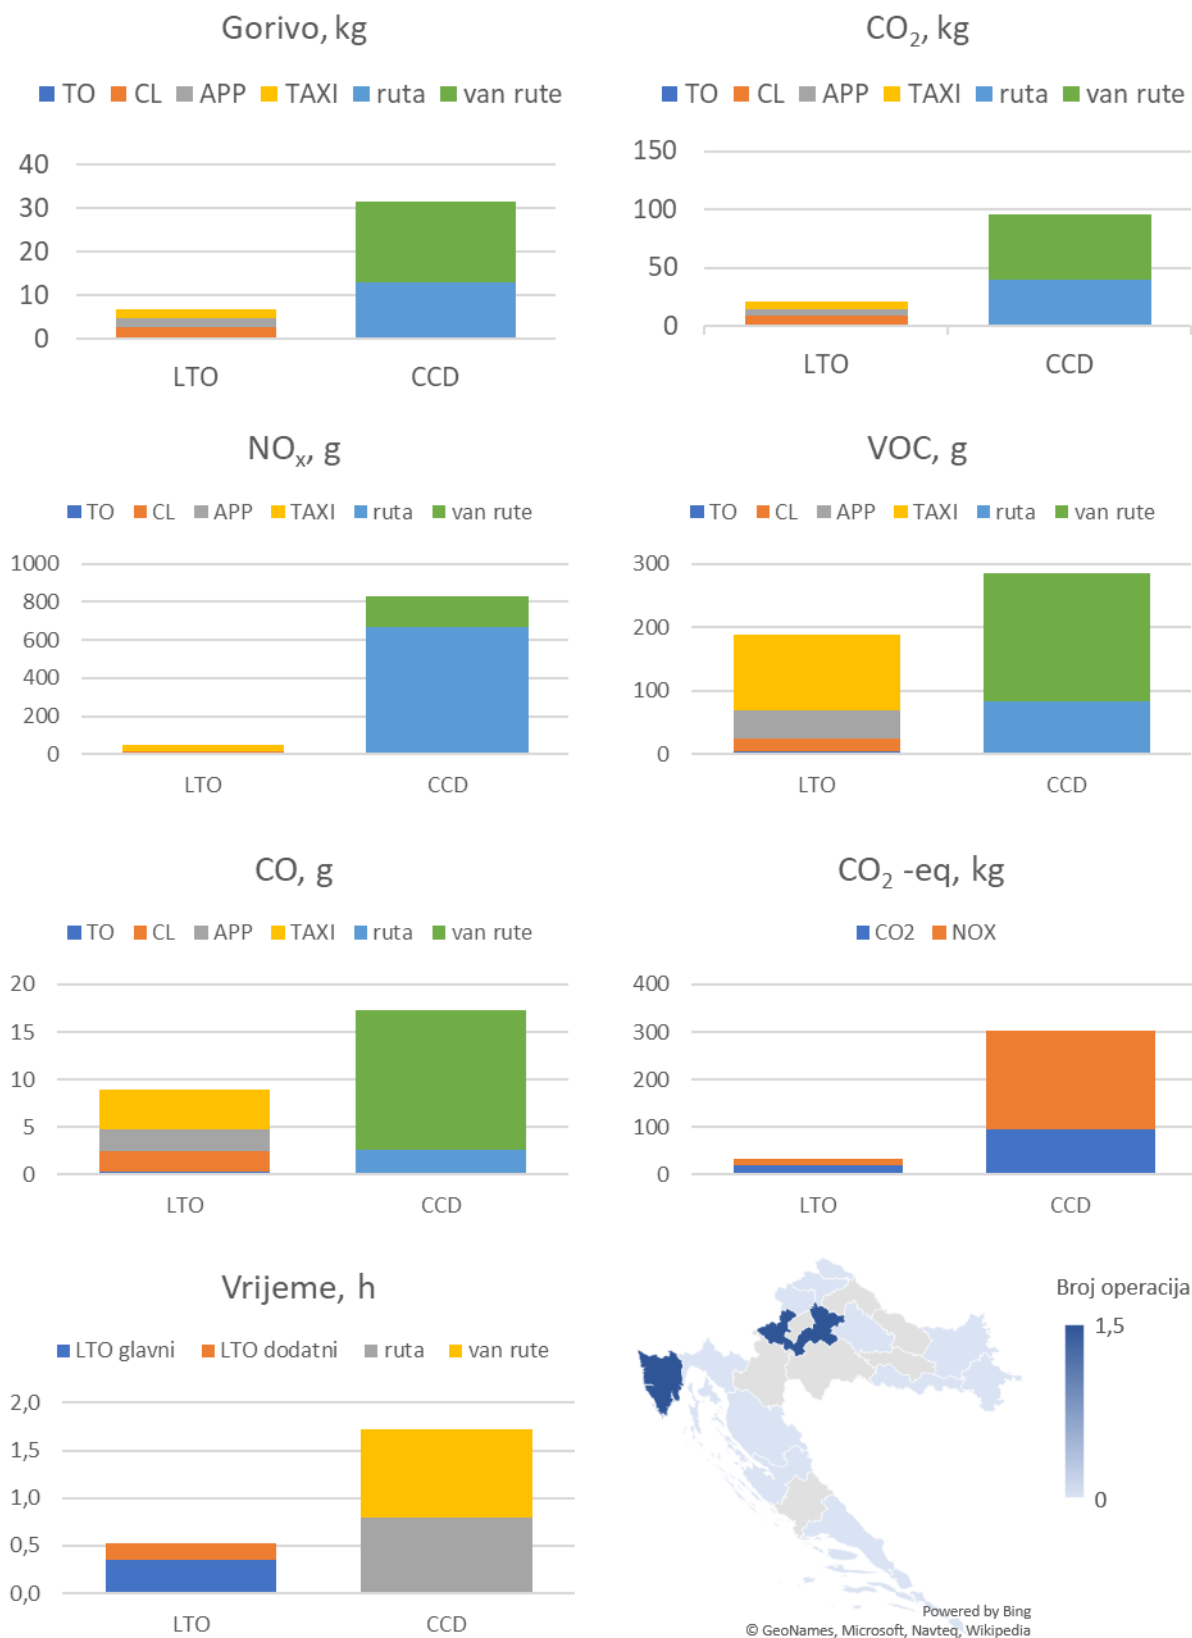 Gorivo, kg
TO CL APP TAXI ruta van rute
40
30
20
10
0
LTO CCD
CO₂, kg
TO CL APP TAXI ruta van rute
150
100
50
0
LTO CCD
NOₓ, g
TO CL APP TAXI ruta van rute
1000
800
600
400
200
0
LTO CCD
VOC, g
TO CL APP TAXI ruta van rute
300
200
100
0
LTO CCD
CO, g
TO CL APP TAXI ruta van rute
20
15
10
5
0
LTO CCD
CO₂ -eq, kg
CO2 NOX
400
300
200
100
0
LTO CCD
Vrijeme, h
LTO glavni LTO dodatni ruta van rute
2,0
1,5
1,0
0,5
0,0
LTO CCD
Broj operacija
1,5
0
Powered by Bing
© GeoNames, Microsoft, Navteq, Wikipedia